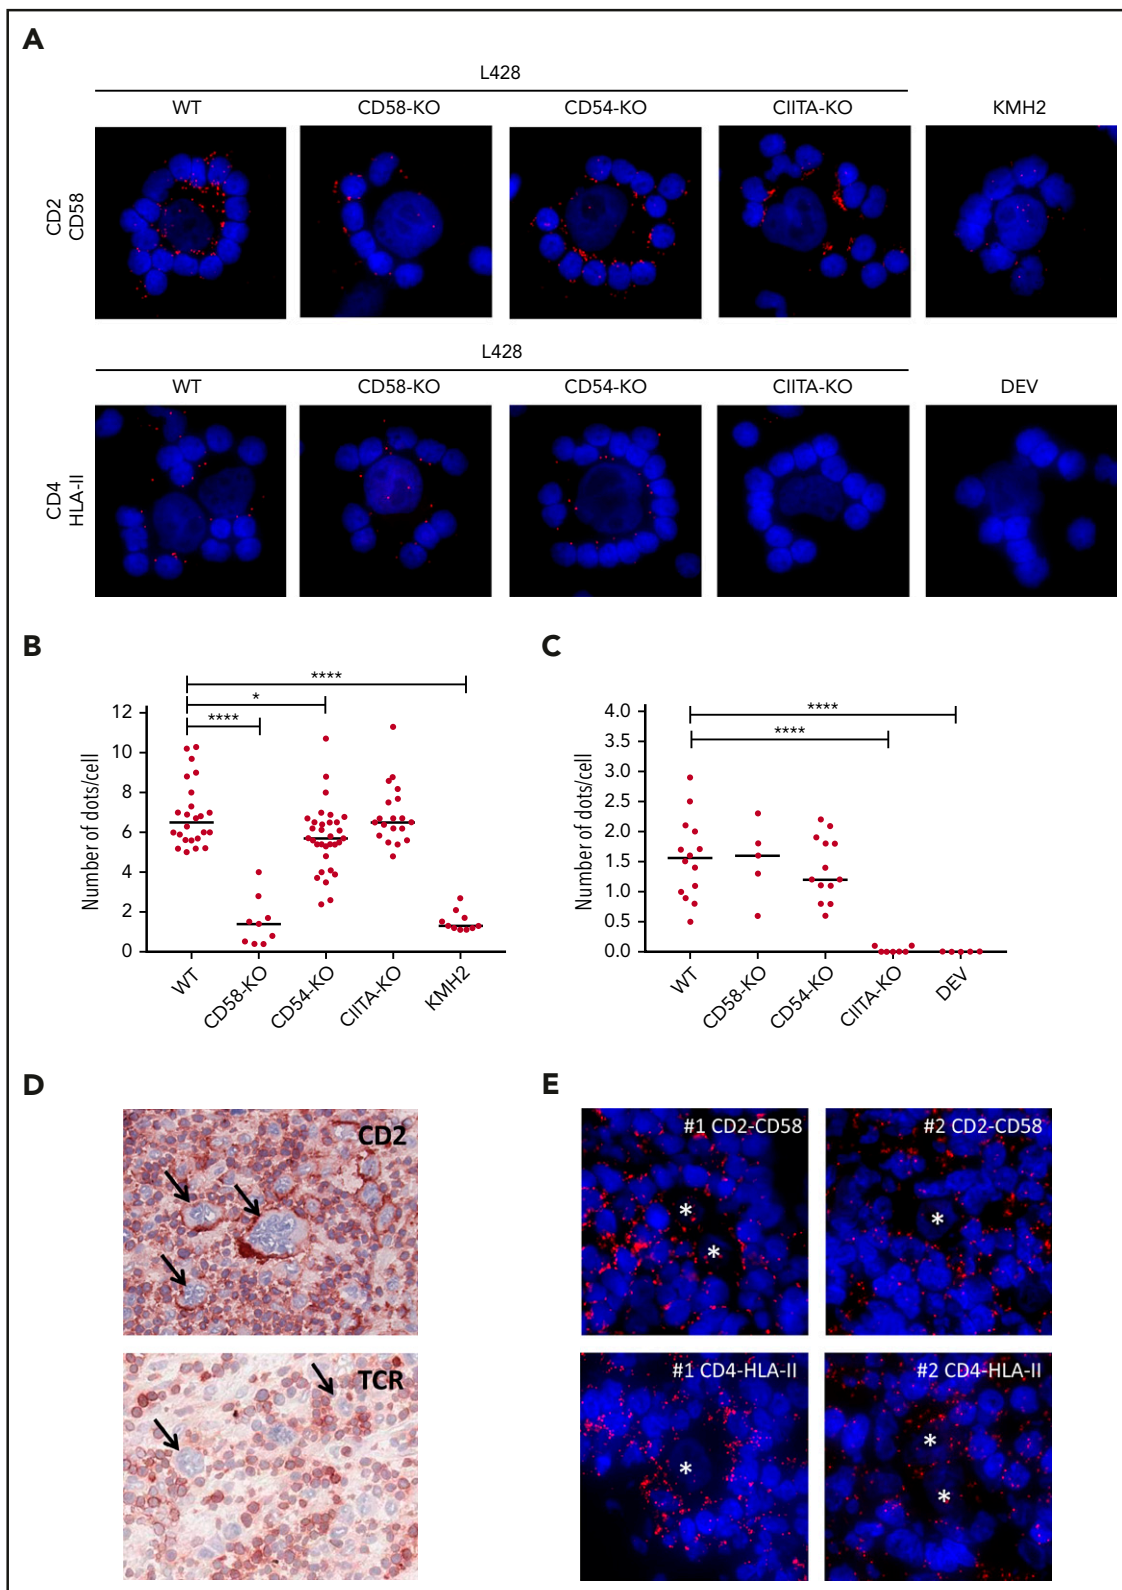 A
L428
WT CD58-KO CD54-KO CIITA-KO KMH2
CD2
CD58
L428
WT CD58-KO CD54-KO CIITA-KO DEV
CD4
HLA-II
B
****
*
****
Number of dots/cell
12
10
8
6
4
2
0
WT
CD58-KO
CD54-KO
CIITA-KO
KMH2
C
****
****
Number of dots/cell
4.0
3.5
3.0
2.5
2.0
1.5
1.0
0.5
0.0
WT
CD58-KO
CD54-KO
CIITA-KO
DEV
D
CD2
TCR
E
#1 CD2-CD58
*
*
#2 CD2-CD58
*
#1 CD4-HLA-II
*
#2 CD4-HLA-II
*
*